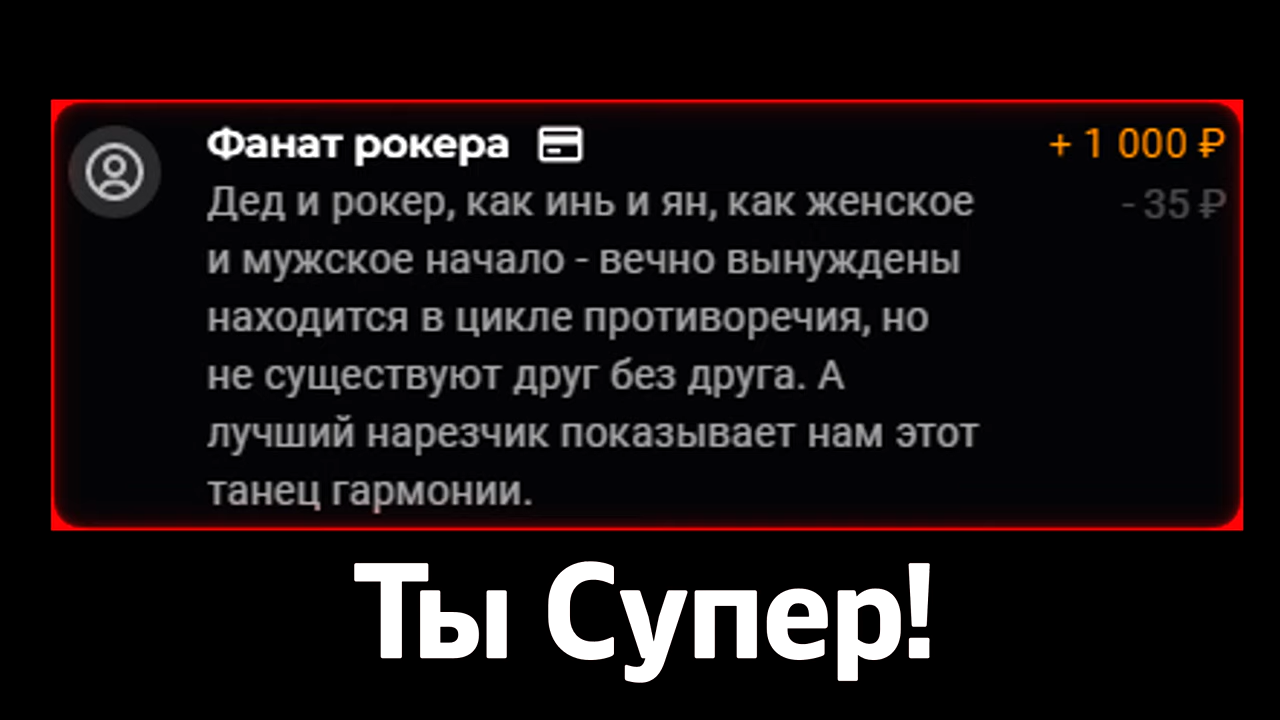 Фанат рокера
+ 1 000 ₽
Дед и рокер, как инь и ян, как женское
- 35 ₽
и мужское начало - вечно вынуждены
находится в цикле противоречия, но
не существуют друг без друга. А
лучший нарезчик показывает нам этот
танец гармонии.
Ты Супер!